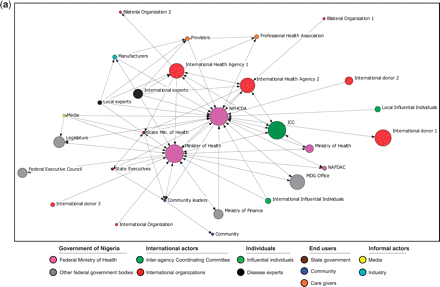 (a)
Bilateral Organization 2
Bilateral Organization 1
Providers
Professional Health Association
Manufacturers
International Health Agency 1
International Health Agency 2
International donor 2
International experts
Local experts
Local Influential Individuals
Media
NPHCDA
State Min. of Health
ICC
Legislature
International donor 1
Minister of Health
Ministry of Health
Federal Executive Council
State Executives
NAFDAC
MDG Office
International donor 3
Community leaders
International Influential Individuals
Ministry of Finance
International Organization
Community
Government of Nigeria
International actors
Individuals
End users
Informal actors
Federal Ministry of Health
Inter-agency Coordinating Committee
Influential individuals
State government
Media
Other federal government bodies
International organizations
Disease experts
Community
Industry
Care givers